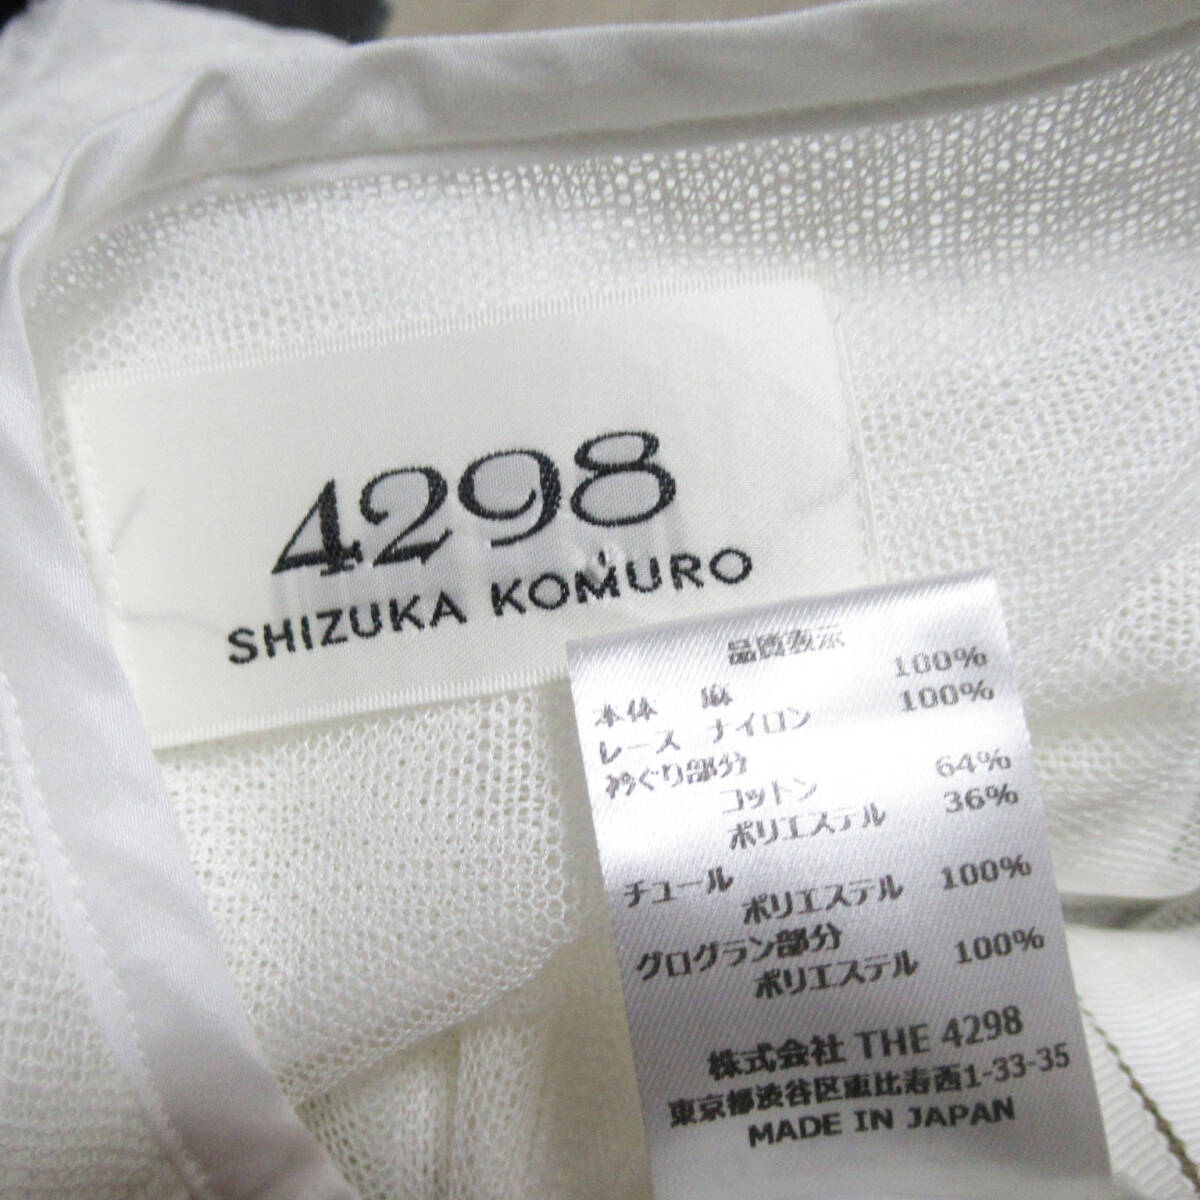 4298
SHIZUKA KOMURO
品質表示
本体 麻 100%
レース ナイロン 100%
衿ぐり部分
コットン 64%
ポリエステル 36%
チュール
ポリエステル 100%
グログラン部分
ポリエステル 100%
株式会社 THE 4298
東京都渋谷区恵比寿西1-33-35
MADE IN JAPAN